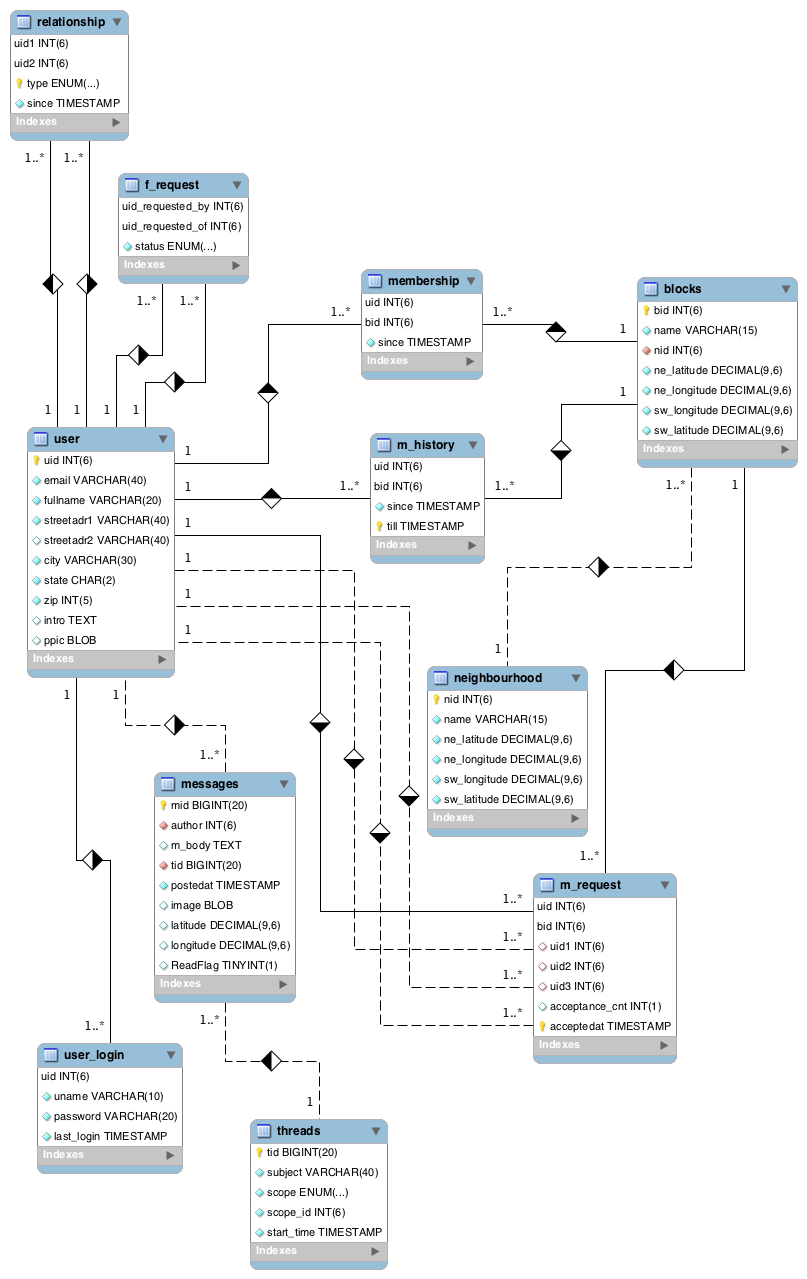 relationship
uid1 INT(6)
uid2 INT(6)
type ENUM(...)
since TIMESTAMP
Indexes
1..*
1..*
f_request
uid_requested_by INT(6)
uid_requested_of INT(6)
status ENUM(...)
Indexes
1..*
1..*
membership
uid INT(6)
bid INT(6)
since TIMESTAMP
Indexes
1..*
1..*
blocks
bid INT(6)
name VARCHAR(15)
nid INT(6)
ne_latitude DECIMAL(9,6)
ne_longitude DECIMAL(9,6)
sw_longitude DECIMAL(9,6)
sw_latitude DECIMAL(9,6)
Indexes
1
1
1..*
1
1
1
1
1
user
uid INT(6)
email VARCHAR(40)
fullname VARCHAR(20)
streetadr1 VARCHAR(40)
streetadr2 VARCHAR(40)
city VARCHAR(30)
state CHAR(2)
zip INT(5)
intro TEXT
ppic BLOB
Indexes
1
1
1
1
1
1
1
1
m_history
uid INT(6)
bid INT(6)
since TIMESTAMP
till TIMESTAMP
Indexes
1..*
1..*
1
neighbourhood
nid INT(6)
name VARCHAR(15)
ne_latitude DECIMAL(9,6)
ne_longitude DECIMAL(9,6)
sw_longitude DECIMAL(9,6)
sw_latitude DECIMAL(9,6)
Indexes
1..*
messages
mid BIGINT(20)
author INT(6)
m_body TEXT
tid BIGINT(20)
postedat TIMESTAMP
image BLOB
latitude DECIMAL(9,6)
longitude DECIMAL(9,6)
ReadFlag TINYINT(1)
Indexes
1..*
1..*
m_request
uid INT(6)
bid INT(6)
uid1 INT(6)
uid2 INT(6)
uid3 INT(6)
acceptance_cnt INT(1)
acceptedat TIMESTAMP
Indexes
1..*
1..*
1..*
1..*
1..*
user_login
uid INT(6)
uname VARCHAR(10)
password VARCHAR(20)
last_login TIMESTAMP
Indexes
1
threads
tid BIGINT(20)
subject VARCHAR(40)
scope ENUM(...)
scope_id INT(6)
start_time TIMESTAMP
Indexes